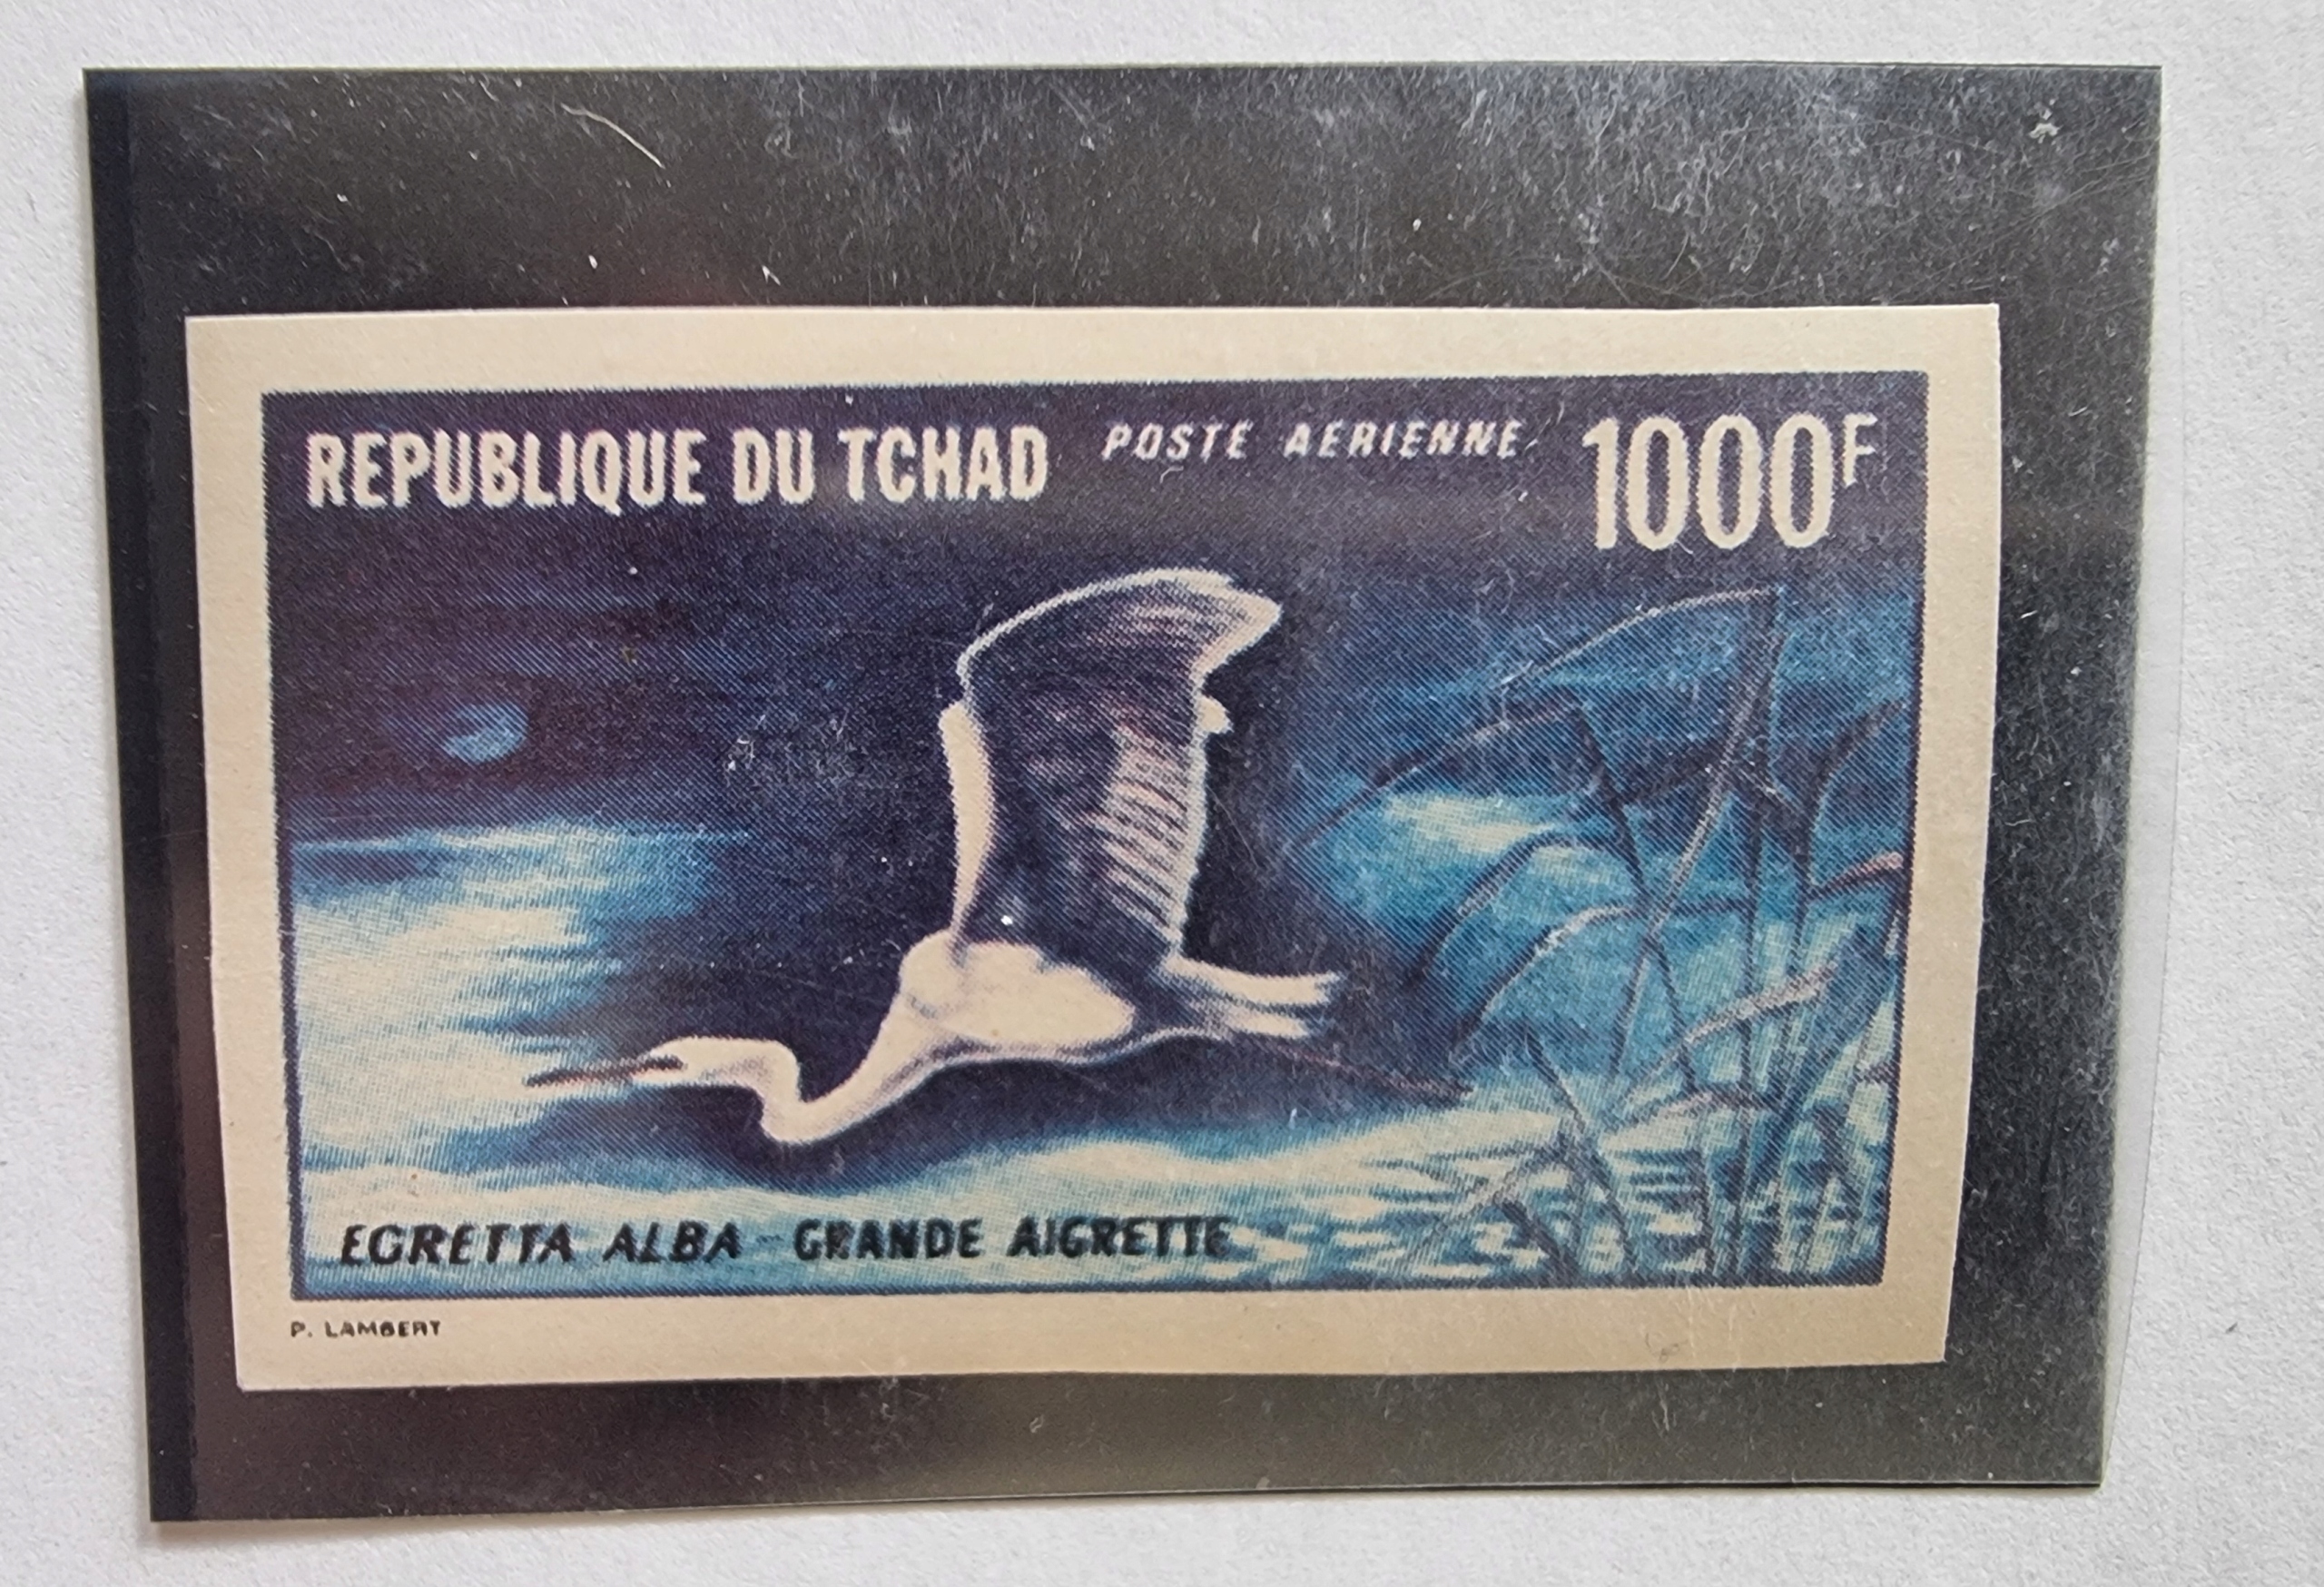 REPUBLIQUE DU TCHAD POSTE AERIENNE 1000F
EGRETTA ALBA - GRANDE AIGRETTE
P. LAMBERT